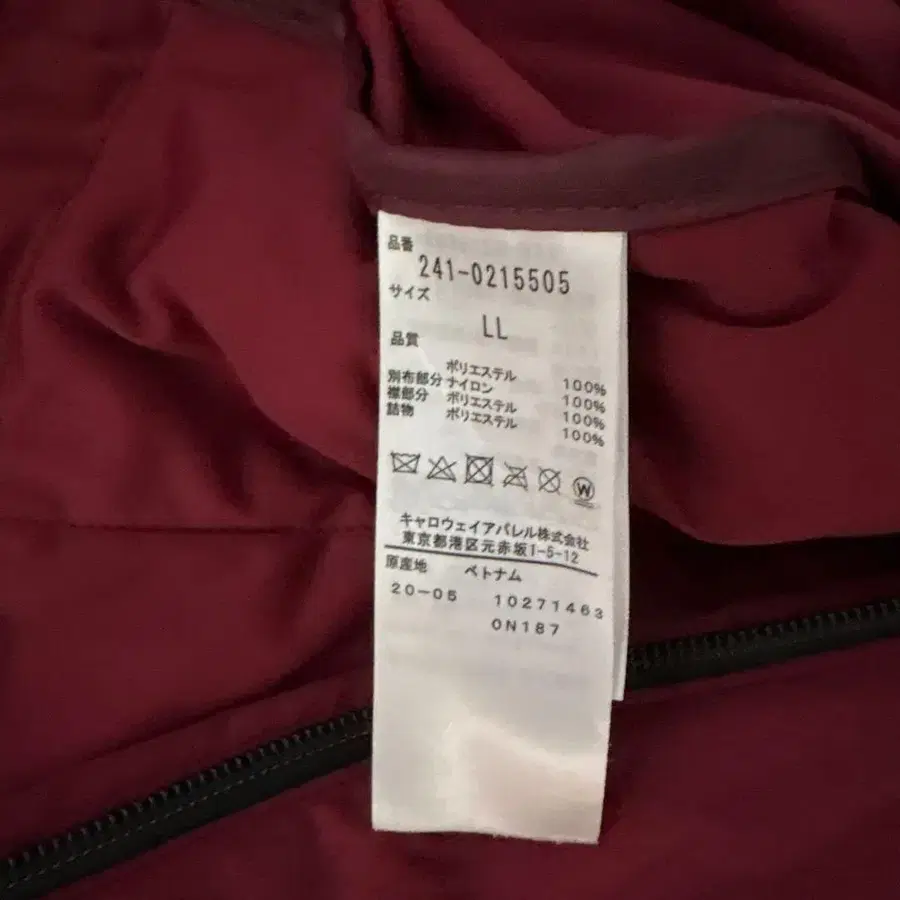 品番
241-0215505
サイズ
LL
品質
ポリエステル 100%
別布部分 ナイロン 100%
襟部分 ポリエステル 100%
詰物 ポリエステル 100%
W
キャロウェイアパレル株式会社
東京都港区元赤坂1-5-12
原産地 ベトナム
20-05 10271463
0N187